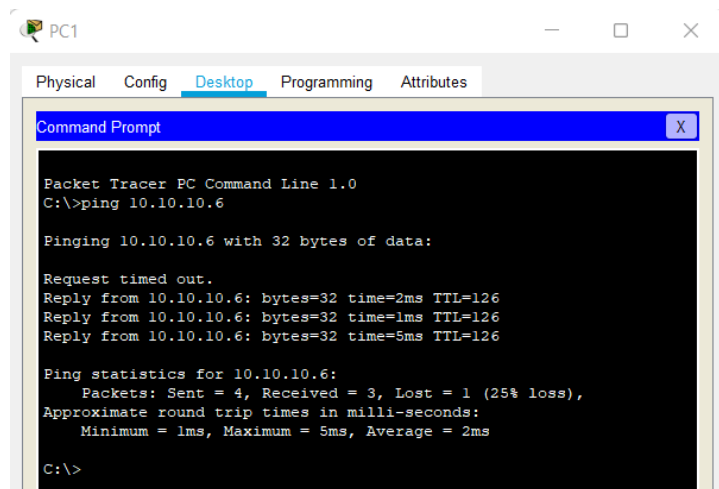 PC1
Physical Config Desktop Programming Attributes
Command Prompt X
Packet Tracer PC Command Line 1.0
C:\>ping 10.10.10.6
Pinging 10.10.10.6 with 32 bytes of data:
Request timed out.
Reply from 10.10.10.6: bytes=32 time=2ms TTL=126
Reply from 10.10.10.6: bytes=32 time=1ms TTL=126
Reply from 10.10.10.6: bytes=32 time=5ms TTL=126
Ping statistics for 10.10.10.6:
Packets: Sent = 4, Received = 3, Lost = 1 (25% loss),
Approximate round trip times in milli-seconds:
Minimum = 1ms, Maximum = 5ms, Average = 2ms
C:\>